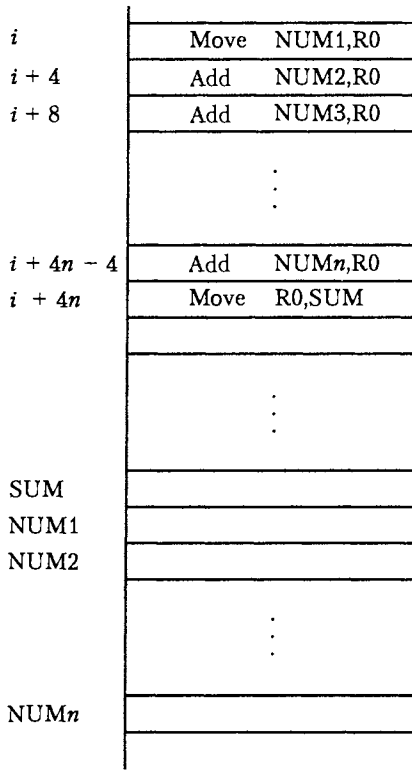 i Move NUM1,R0
i + 4 Add NUM2,R0
i + 8 Add NUM3,R0
i + 4n − 4 Add NUMn,R0
i + 4n Move R0,SUM
SUM
NUM1
NUM2
NUMn